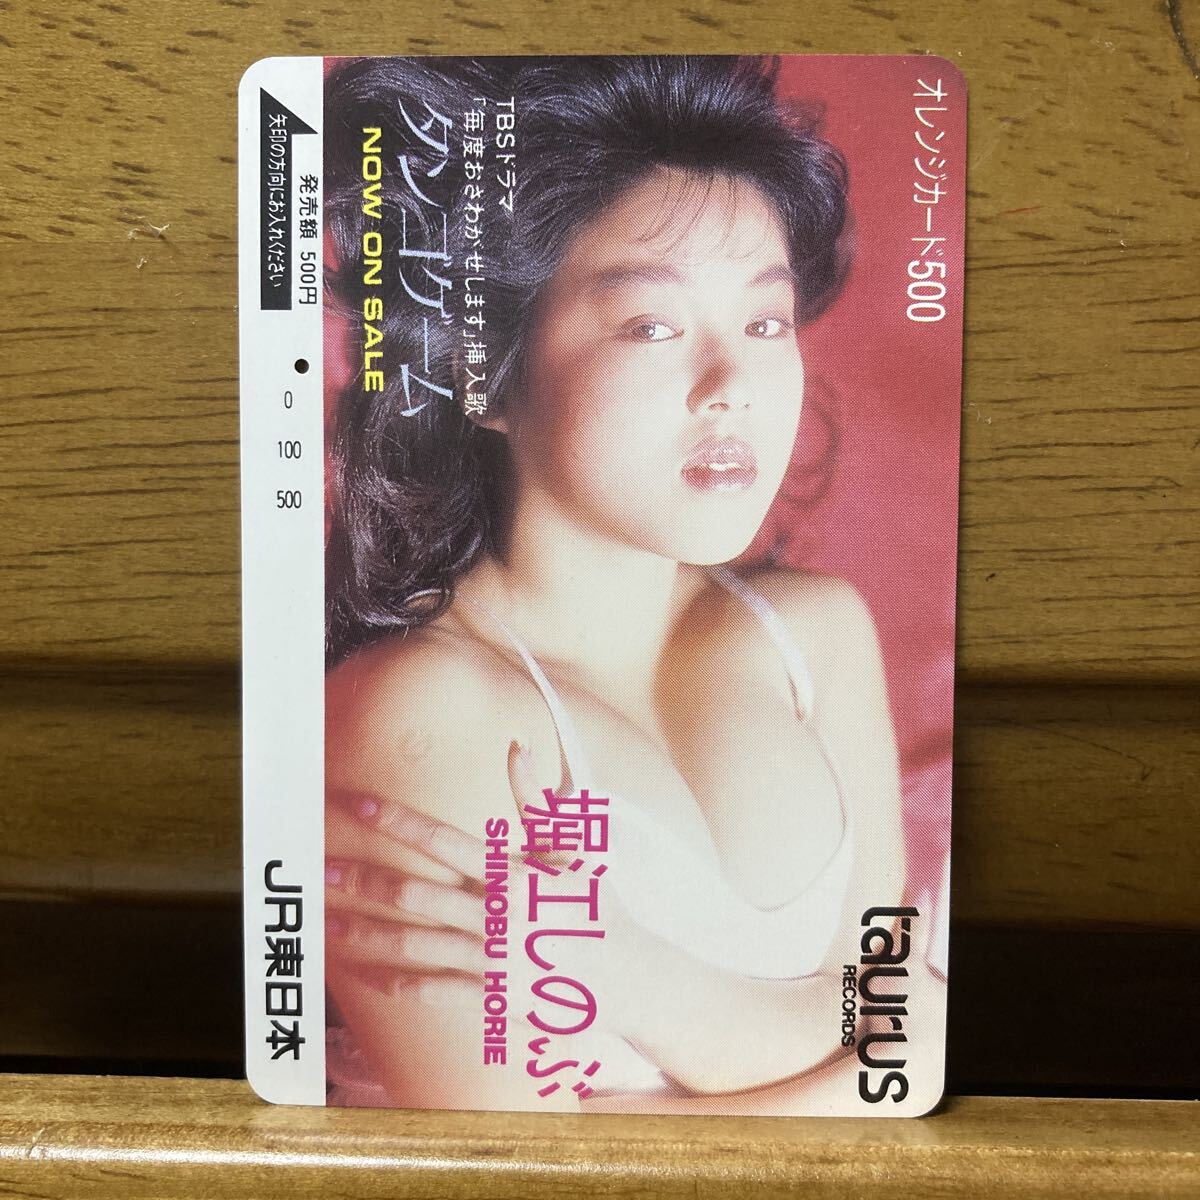 オレンジカード500
TBSドラマ
「毎度おさわがせします」挿入歌
タンゴゲーム
NOW ON SALE
堀江しのぶ
SHINOBU HORIE
taurus
RECORDS
発売額 500円
矢印の方向にお入れください
0
100
500
JR東日本